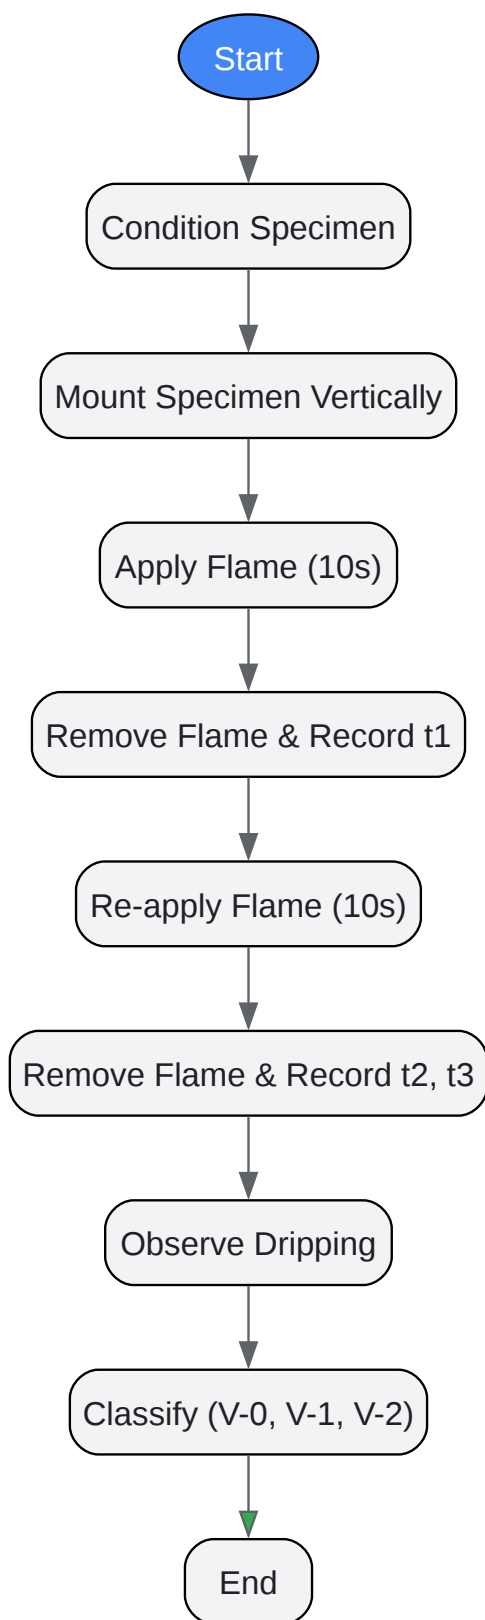 Start
Condition Specimen
Mount Specimen Vertically
Apply Flame (10s)
Remove Flame & Record t1
Re-apply Flame (10s)
Remove Flame & Record t2, t3
Observe Dripping
Classify (V-0, V-1, V-2)
End